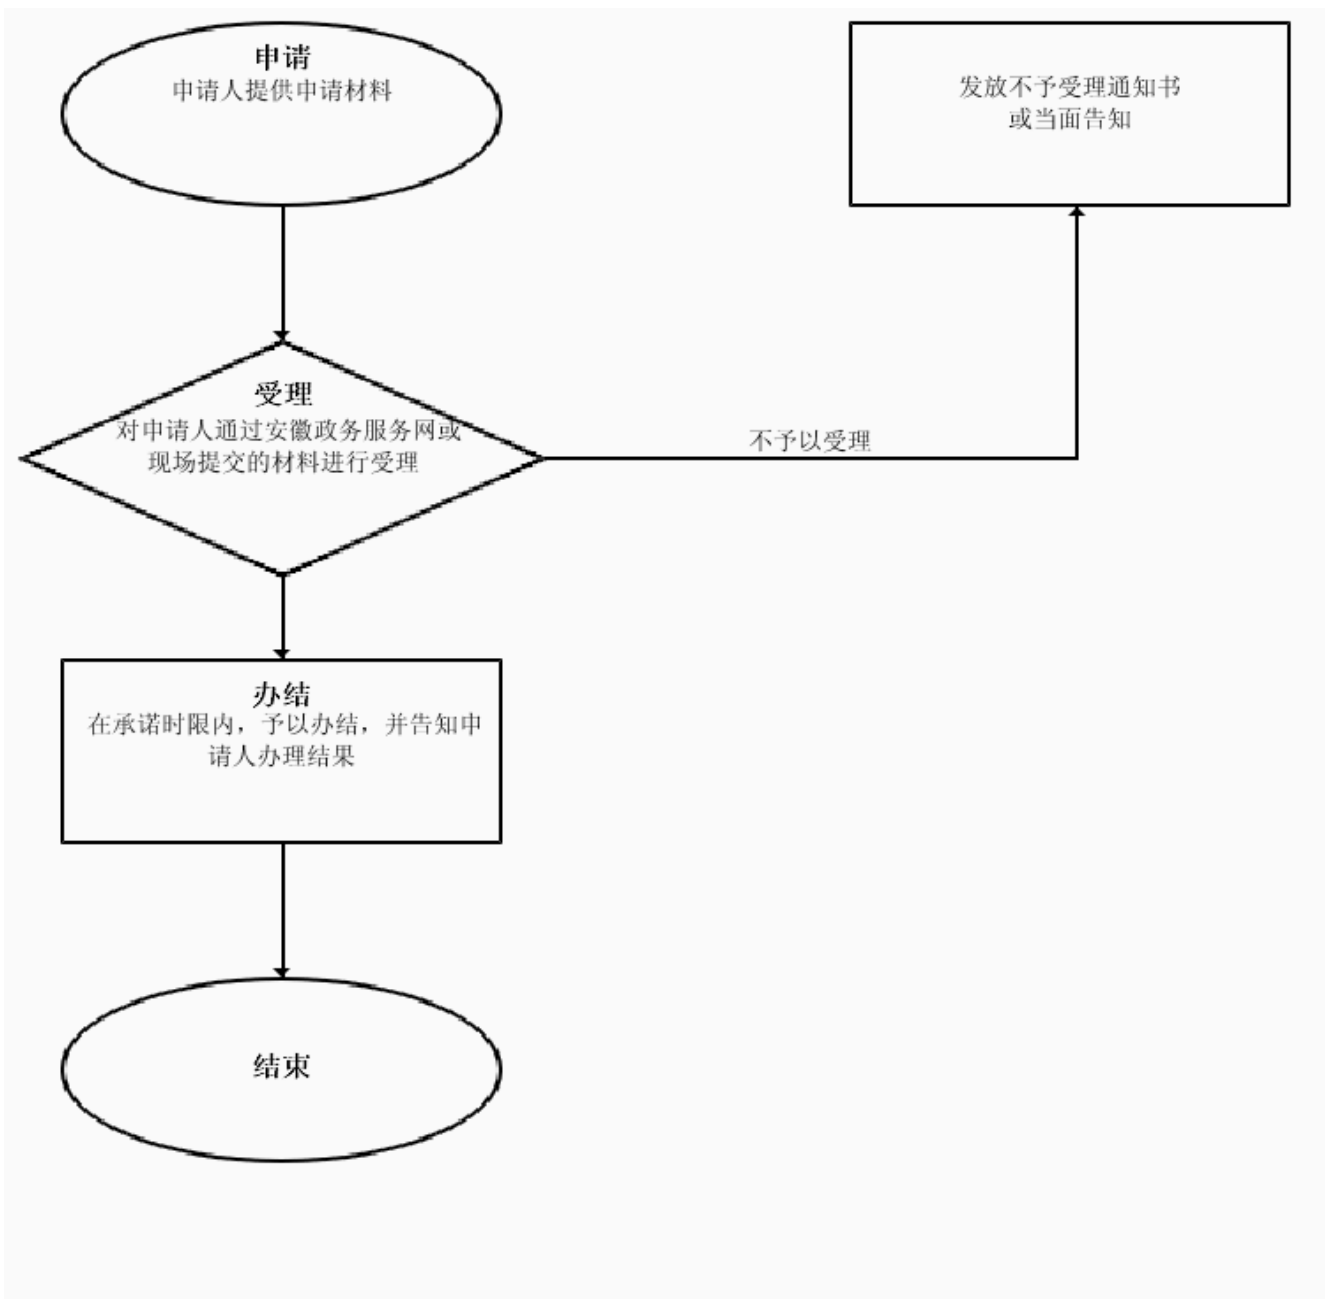 申请
申请人提供申请材料
发放不予受理通知书
或当面告知
受理
对申请人通过安徽政务服务网或
现场提交的材料进行受理
不予以受理
办结
在承诺时限内，予以办结，并告知申
请人办理结果
结束